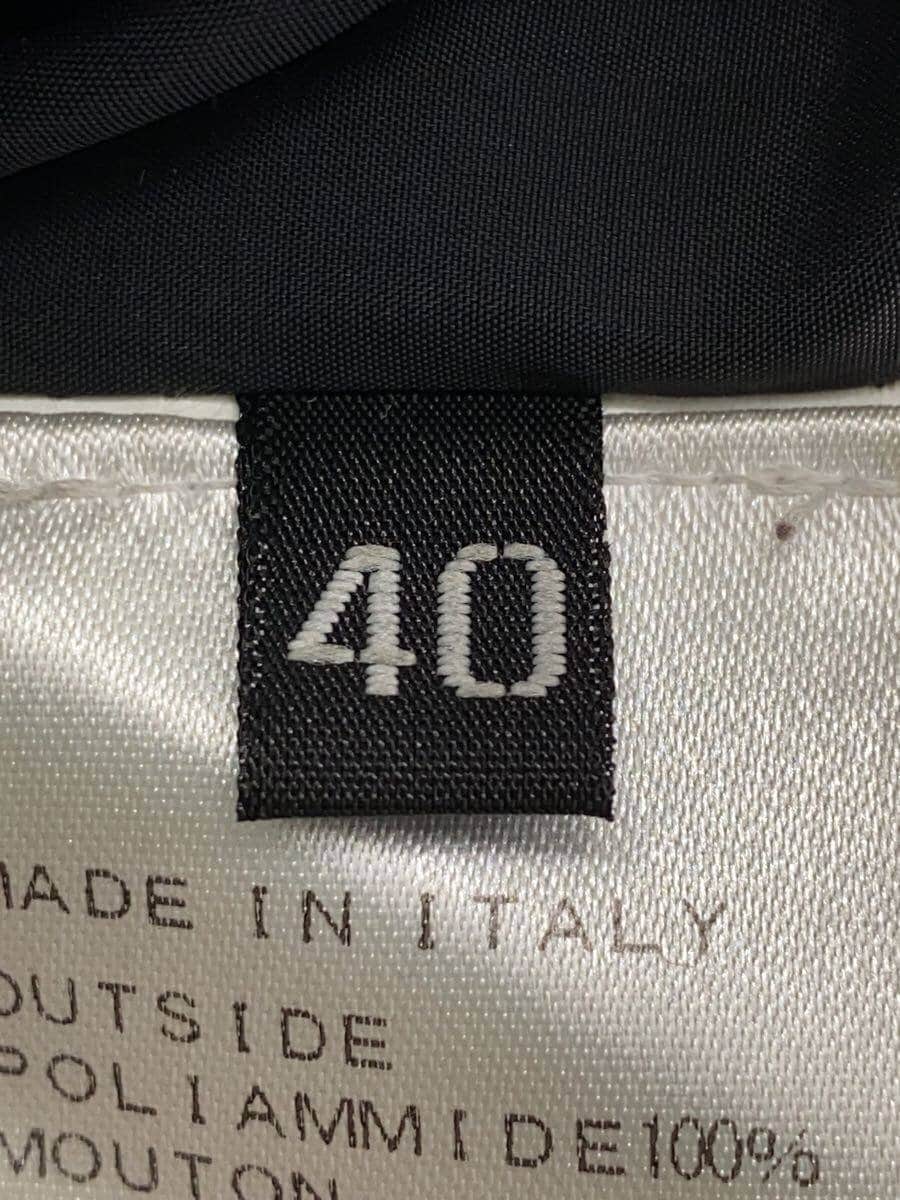 40
MADE IN ITALY
OUTSIDE
POLIAMMIDE100%
MOUTON